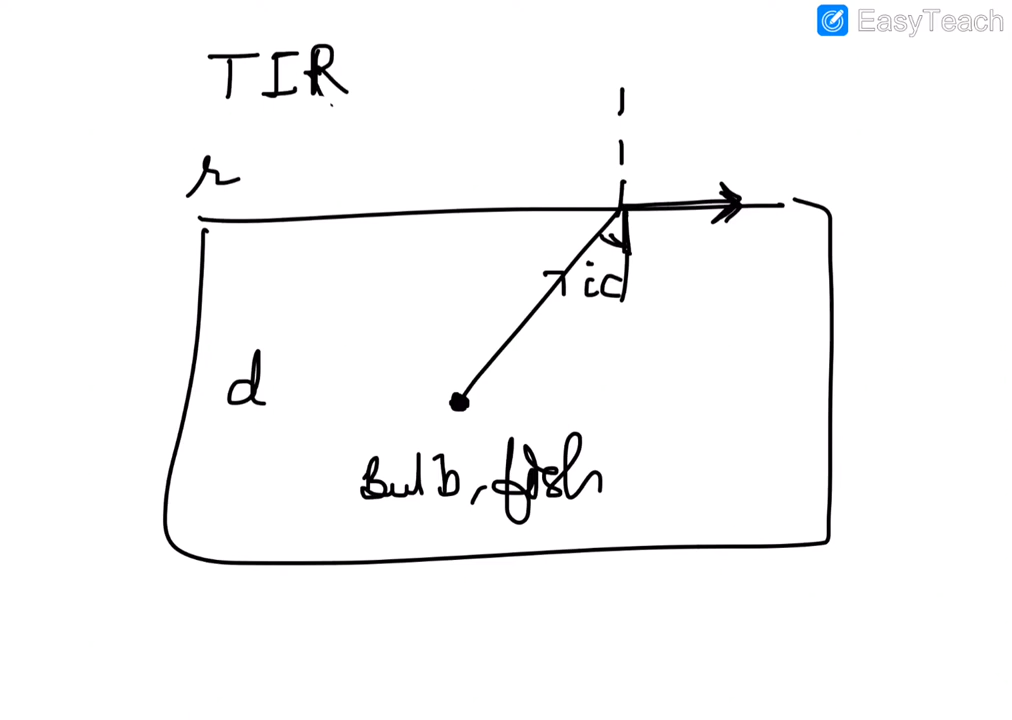 EasyTeach
TIR
r
ic
d
Bulb, fish